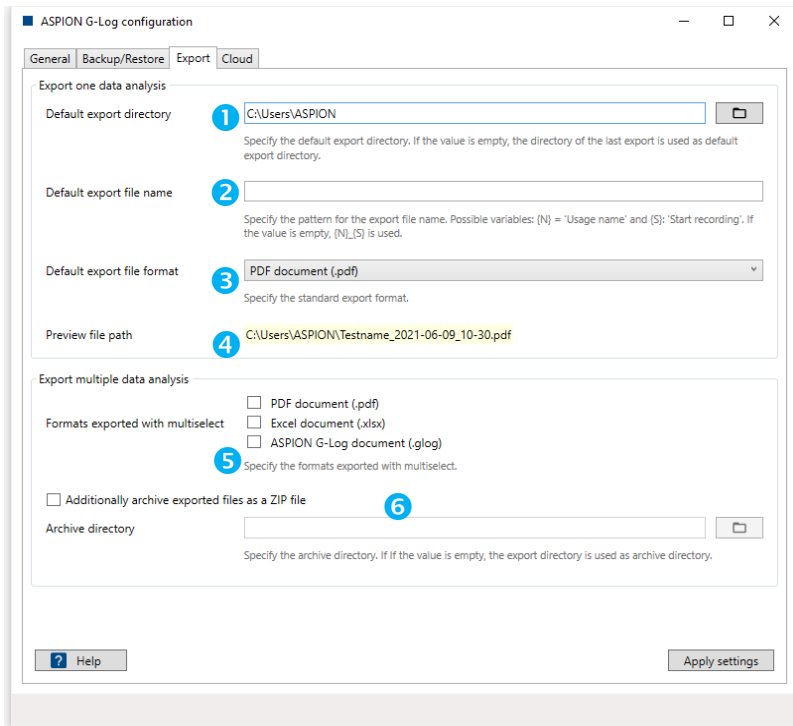 ASPION G-Log configuration
General Backup/Restore Export Cloud
Export one data analysis
Default export directory 1 C:\Users\ASPION
Specify the default export directory. If the value is empty, the directory of the last export is used as default
export directory.
Default export file name 2
Specify the pattern for the export file name. Possible variables: {N} = 'Usage name' and {S}: 'Start recording'. If
the value is empty, {N}_{S} is used.
Default export file format 3 PDF document (.pdf)
Specify the standard export format.
Preview file path 4 C:\Users\ASPION\Testname_2021-06-09_10-30.pdf
Export multiple data analysis
PDF document (.pdf)
Formats exported with multiselect Excel document (.xlsx)
ASPION G-Log document (.glog)
5 Specify the formats exported with multiselect.
Additionally archive exported files as a ZIP file 6
Archive directory
Specify the archive directory. If If the value is empty, the export directory is used as archive directory.
? Help Apply settings